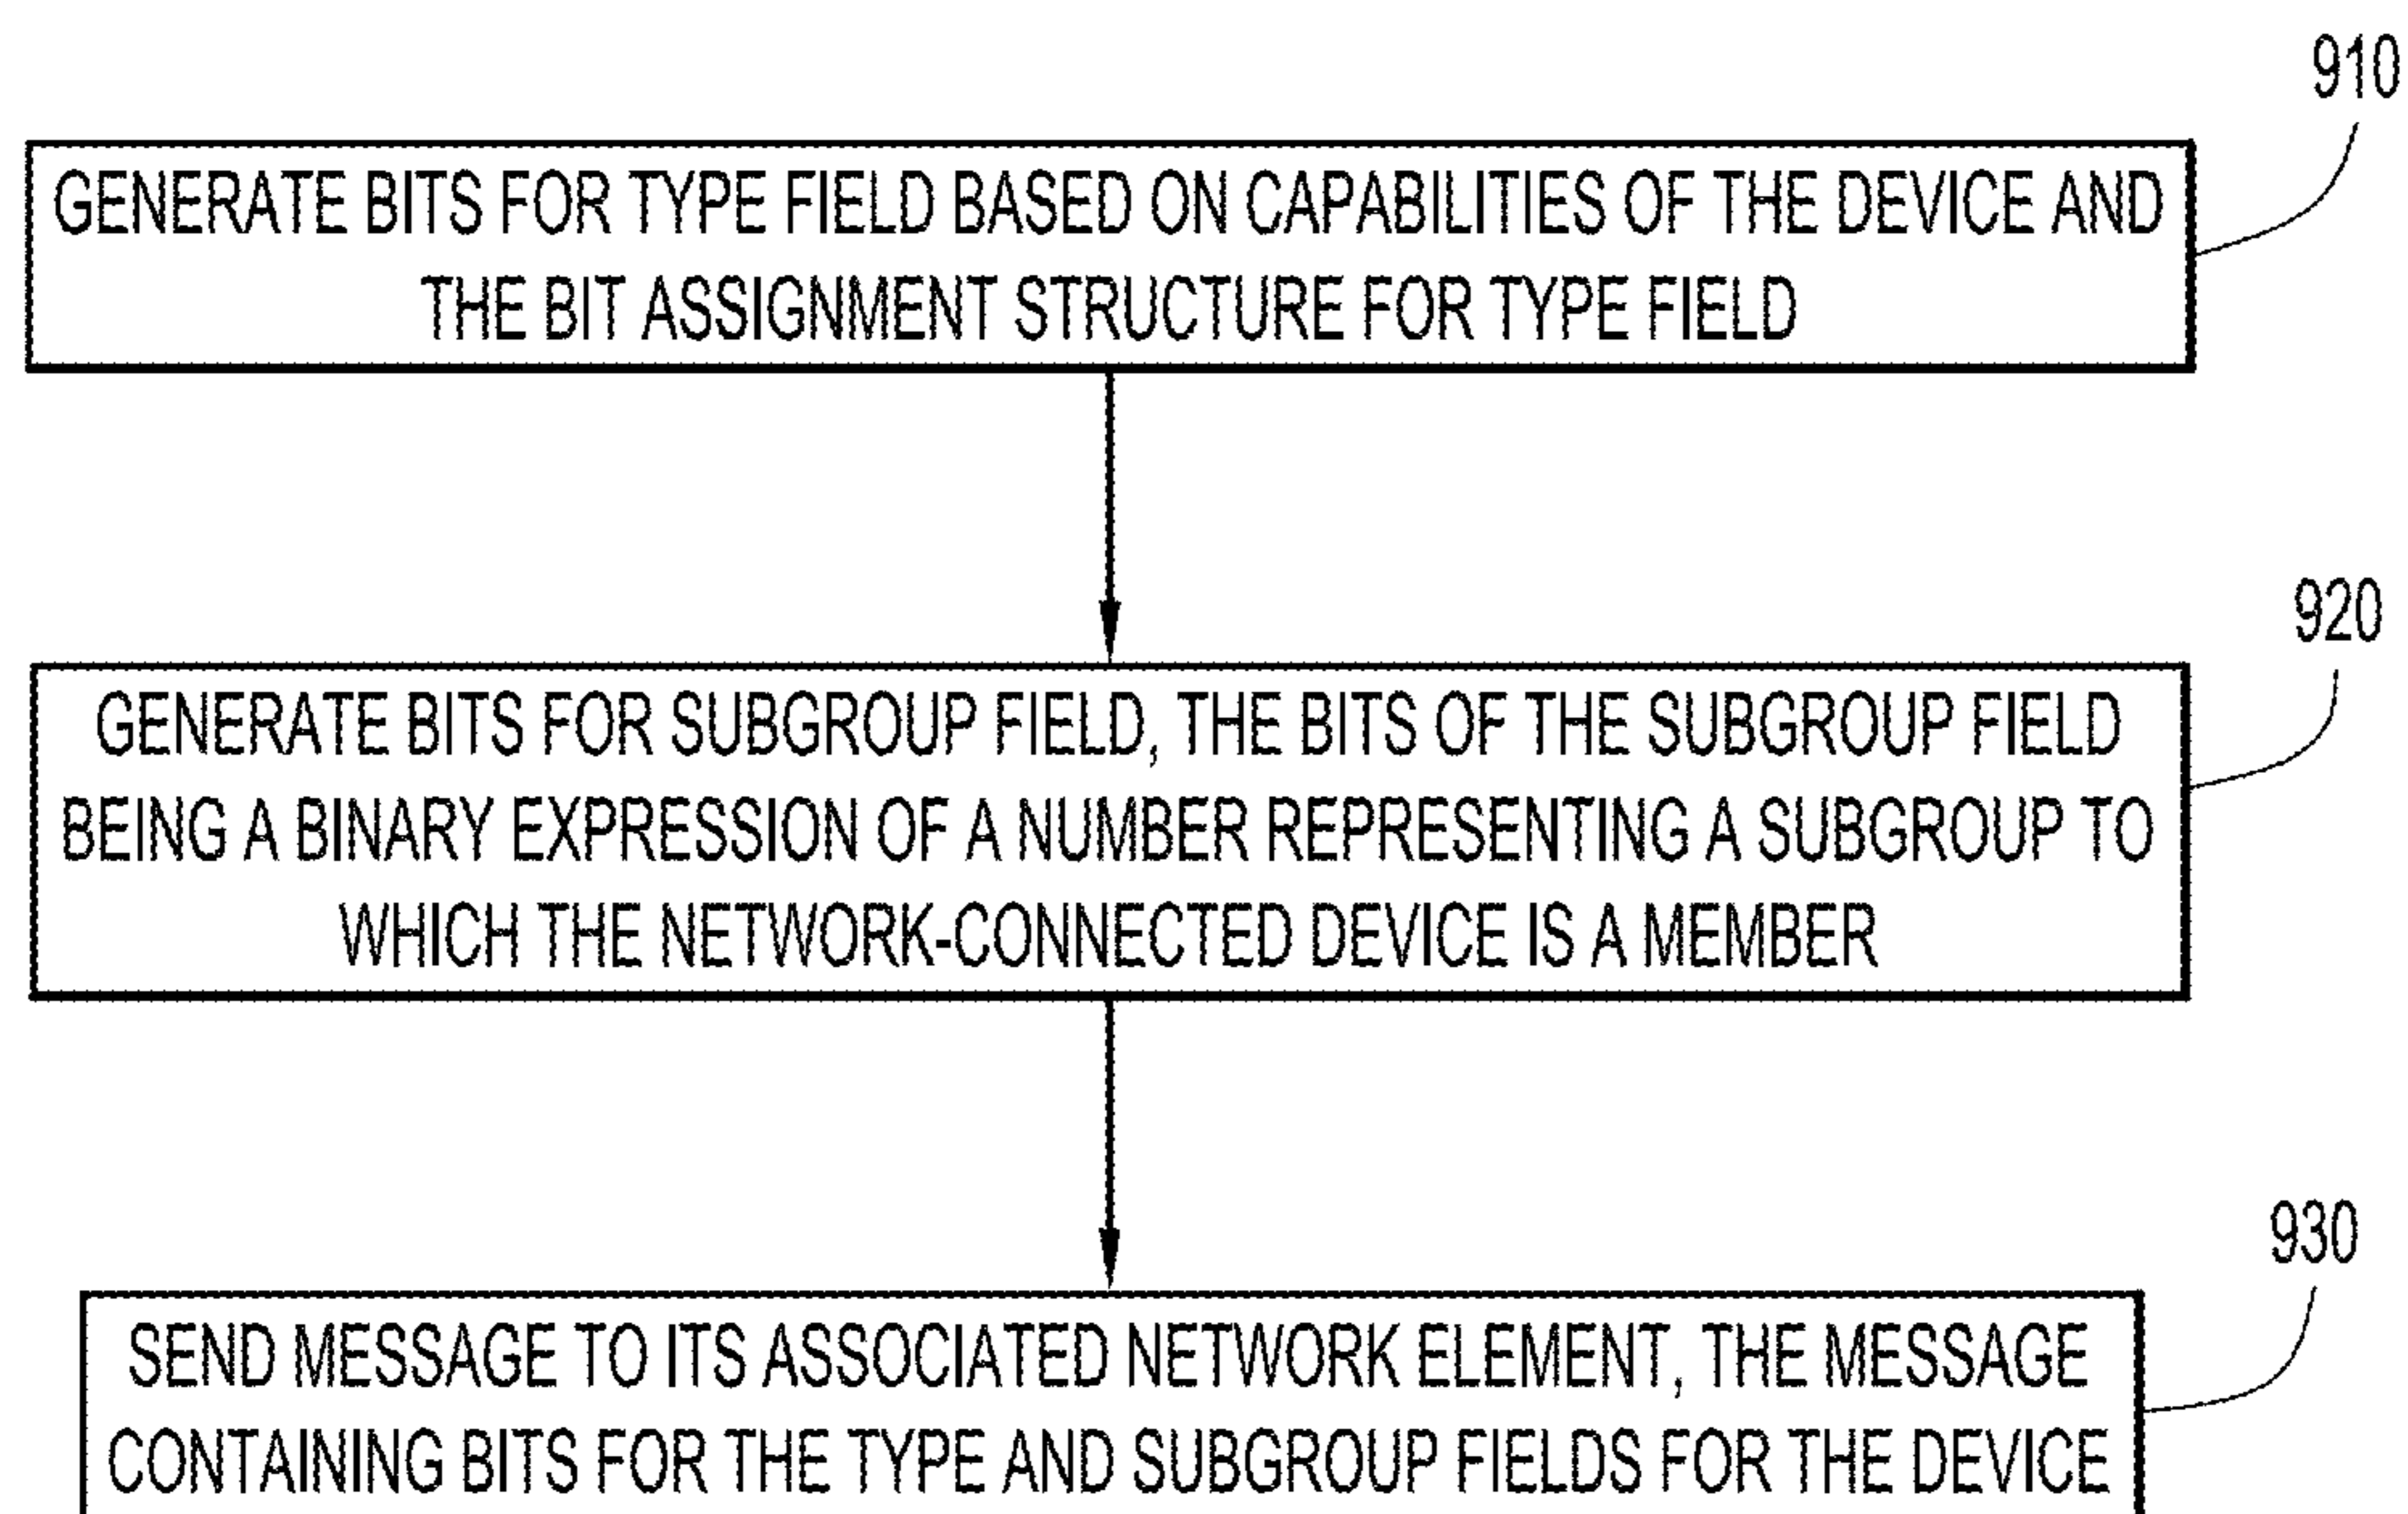 910
GENERATE BITS FOR TYPE FIELD BASED ON CAPABILITIES OF THE DEVICE AND
THE BIT ASSIGNMENT STRUCTURE FOR TYPE FIELD
920
GENERATE BITS FOR SUBGROUP FIELD, THE BITS OF THE SUBGROUP FIELD
BEING A BINARY EXPRESSION OF A NUMBER REPRESENTING A SUBGROUP TO
WHICH THE NETWORK-CONNECTED DEVICE IS A MEMBER
930
SEND MESSAGE TO ITS ASSOCIATED NETWORK ELEMENT, THE MESSAGE
CONTAINING BITS FOR THE TYPE AND SUBGROUP FIELDS FOR THE DEVICE